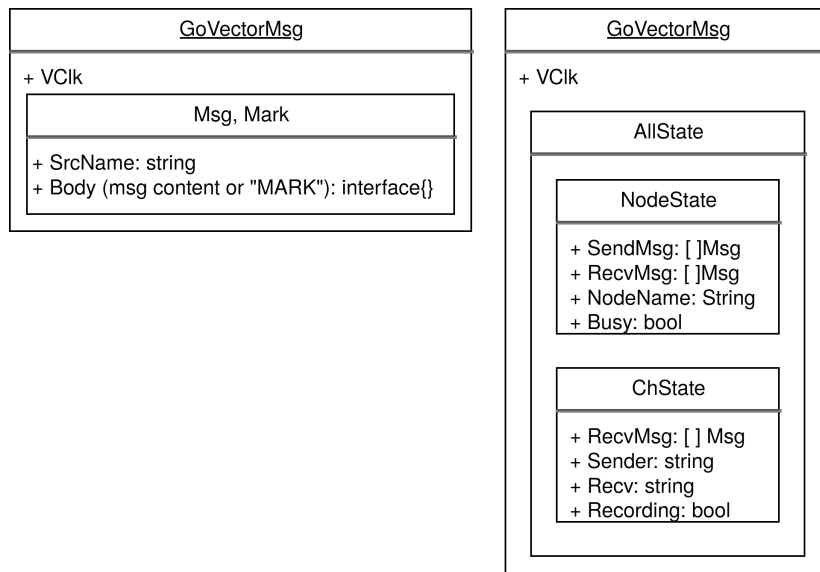 GoVectorMsg
+ VClk
Msg, Mark
+ SrcName: string
+ Body (msg content or "MARK"): interface{}
GoVectorMsg
+ VClk
AllState
NodeState
+ SendMsg: [ ]Msg
+ RecvMsg: [ ]Msg
+ NodeName: String
+ Busy: bool
ChState
+ RecvMsg: [ ] Msg
+ Sender: string
+ Recv: string
+ Recording: bool